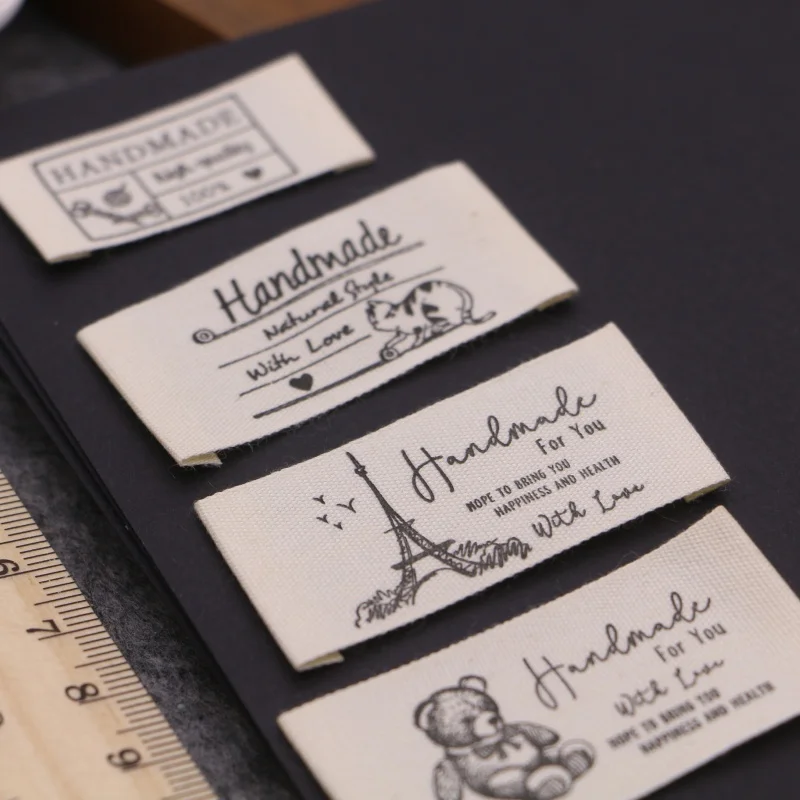 HANDMADE
high quality
100%
Handmade
Natural Style
With Love
Handmade
For You
HOPE TO BRING YOU
HAPPINESS AND HEALTH
With Love
Handmade
For You
With Love
HOPE TO BRING YOU
HAPPINESS AND HEALTH
6
7
8
9